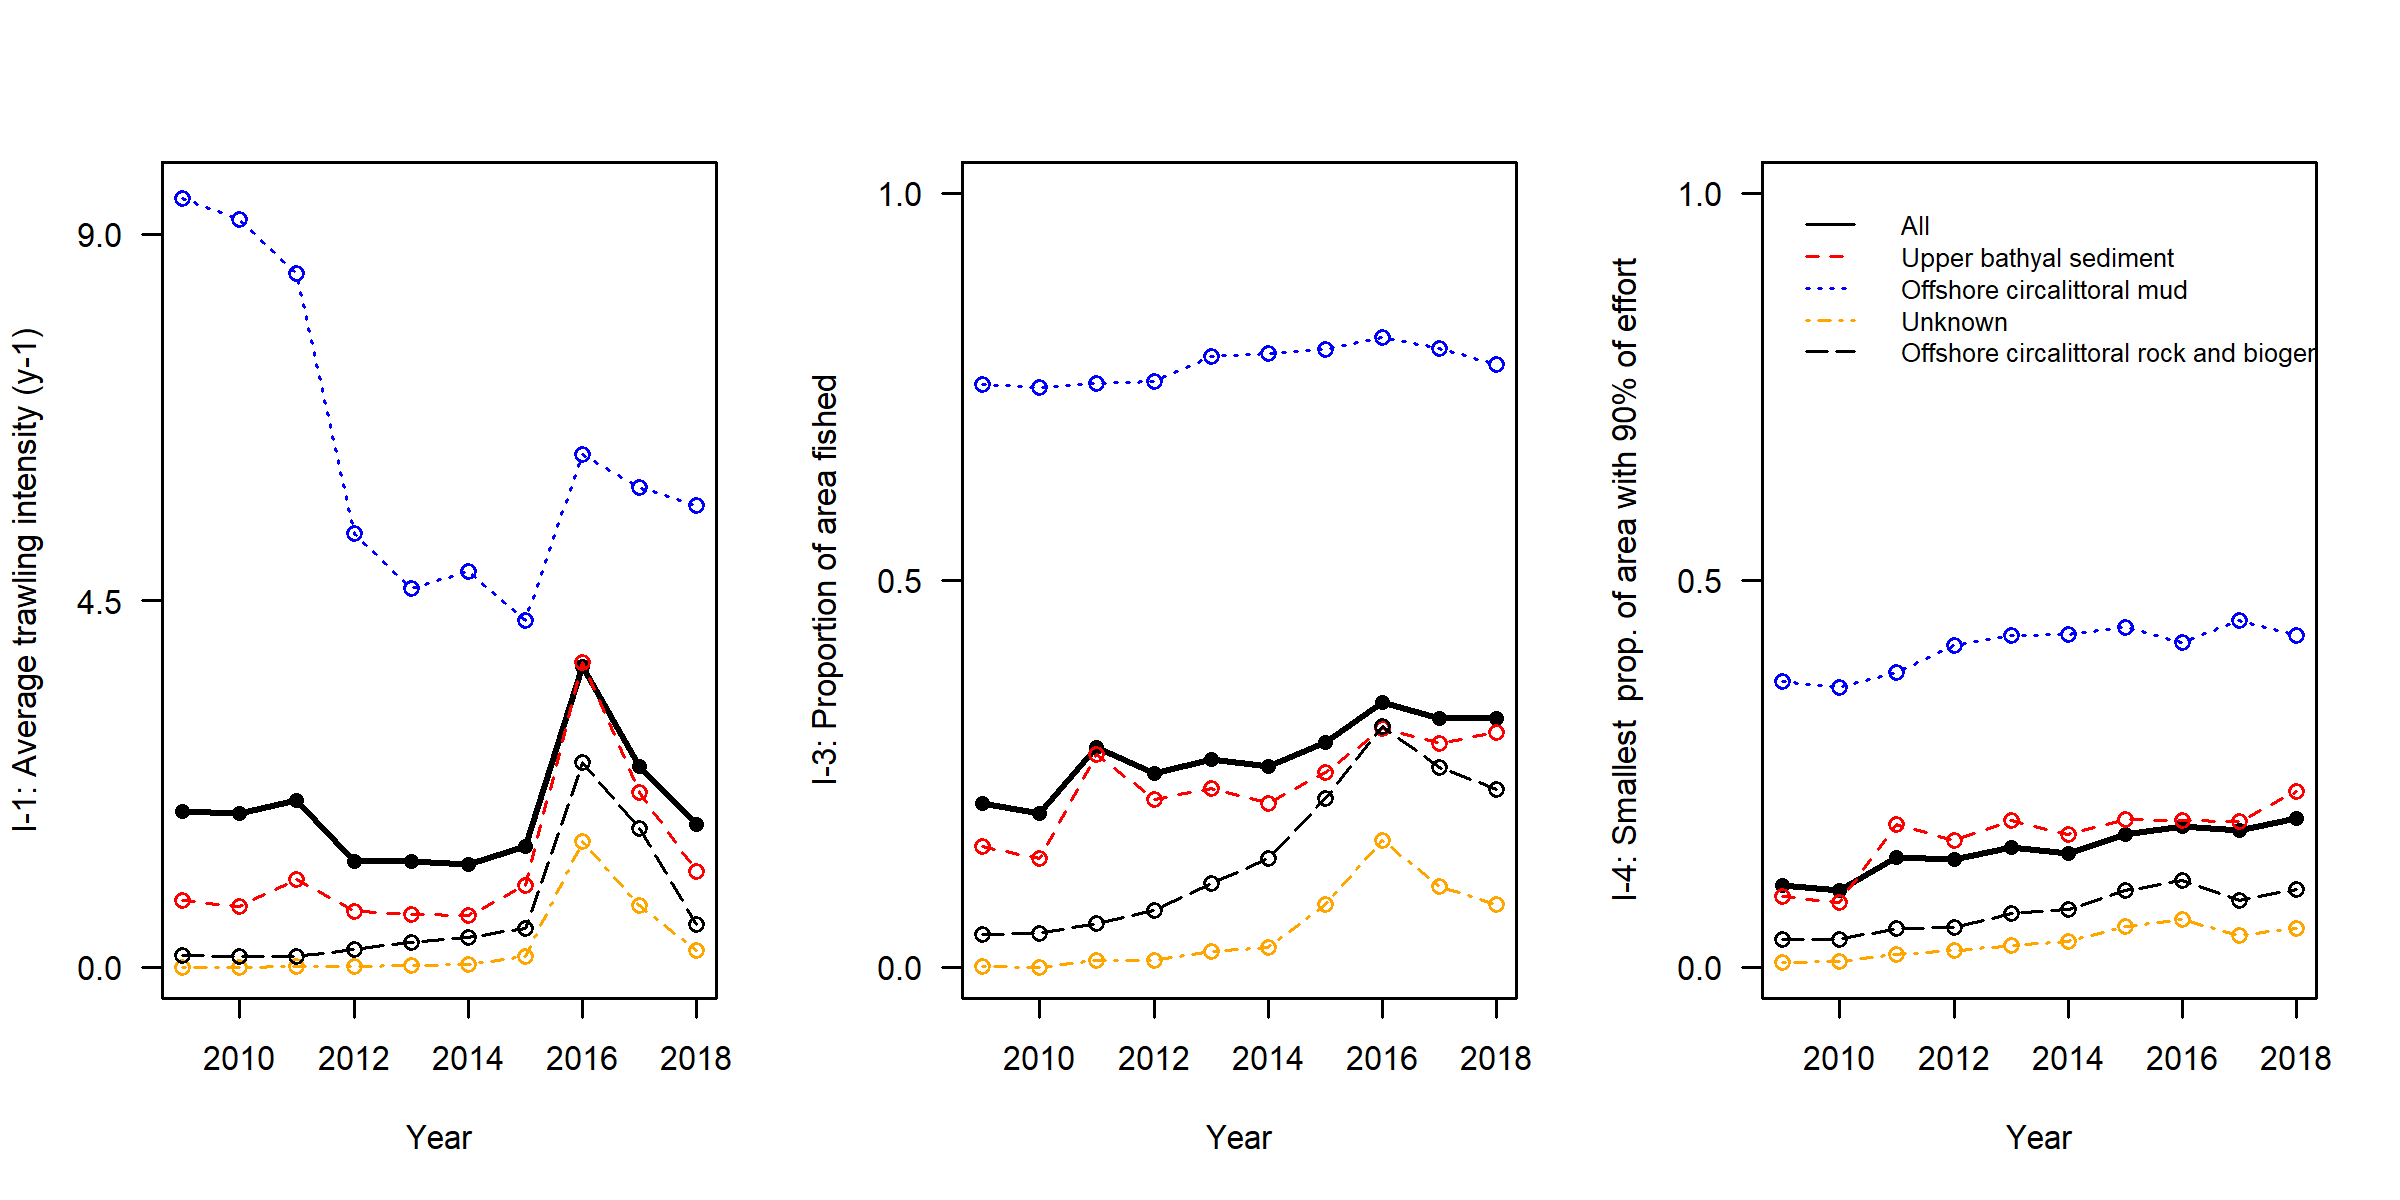 I-1: Average trawling intensity (y-1)
9.0
4.5
0.0
2010 2012 2014 2016 2018
Year
I-3: Proportion of area fished
1.0
0.5
0.0
2010 2012 2014 2016 2018
Year
I-4: Smallest prop. of area with 90% of effort
1.0
0.5
0.0
All
Upper bathyal sediment
Offshore circalittoral mud
Unknown
Offshore circalittoral rock and bioger
2010 2012 2014 2016 2018
Year